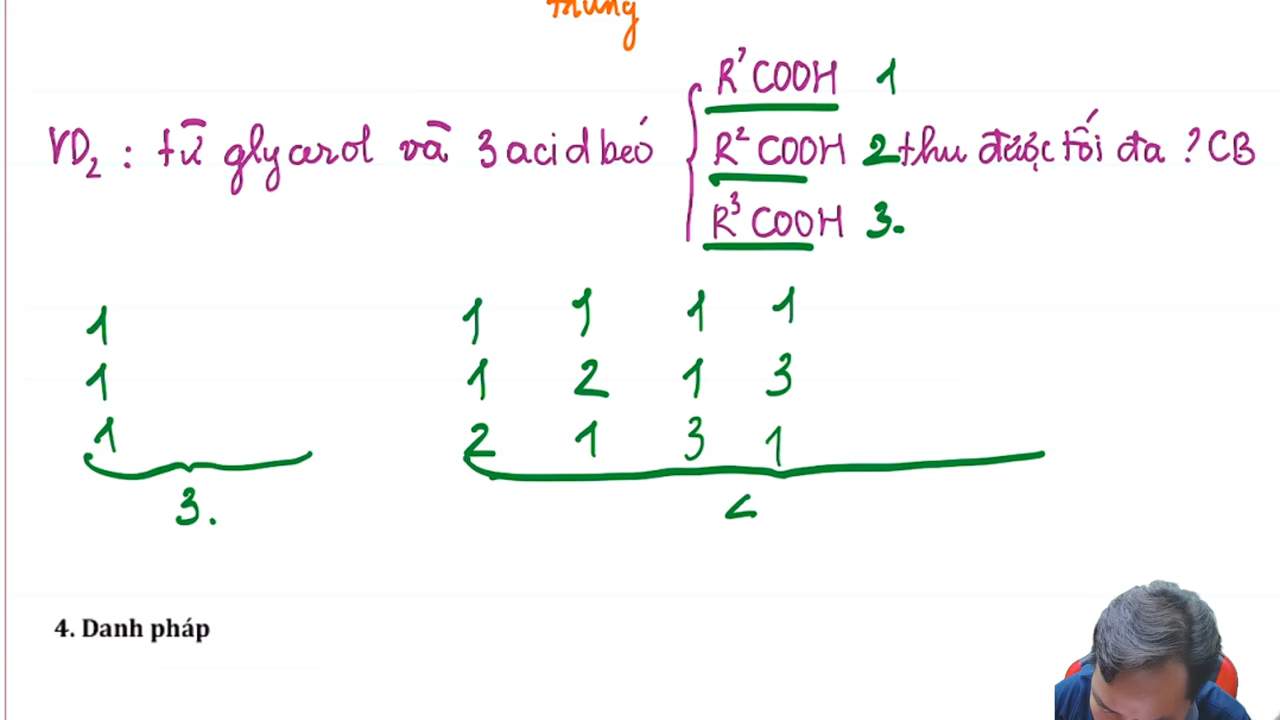 trùng
R¹COOH 1
VD₂ : từ glycerol và 3 acid béo { R²COOH 2 thu được tối đa ? CB
R³COOH 3.
1 1 1 1 1
1 1 2 1 3
1 2 1 3 1
3. <
4. Danh pháp